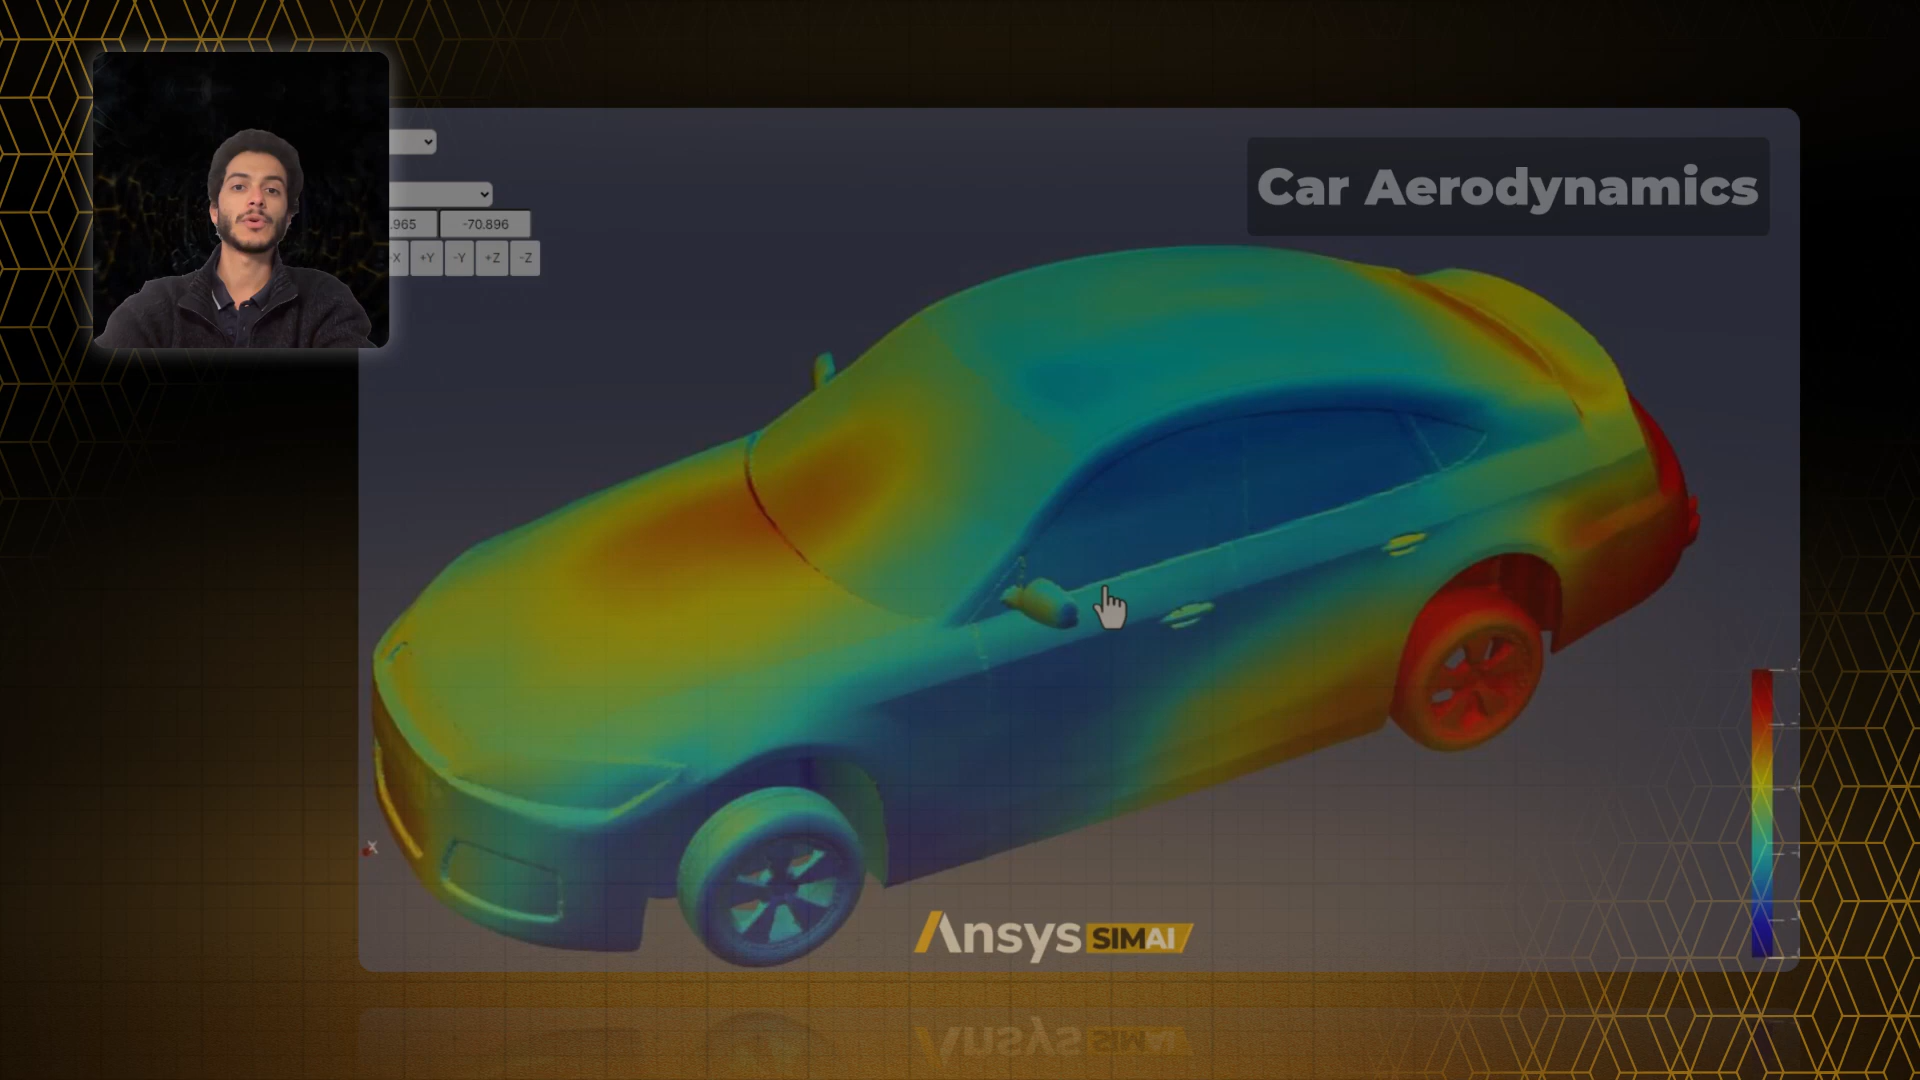 Car Aerodynamics
.965
-70.896
-X
+Y
-Y
+Z
-Z
Ansys SIMAI